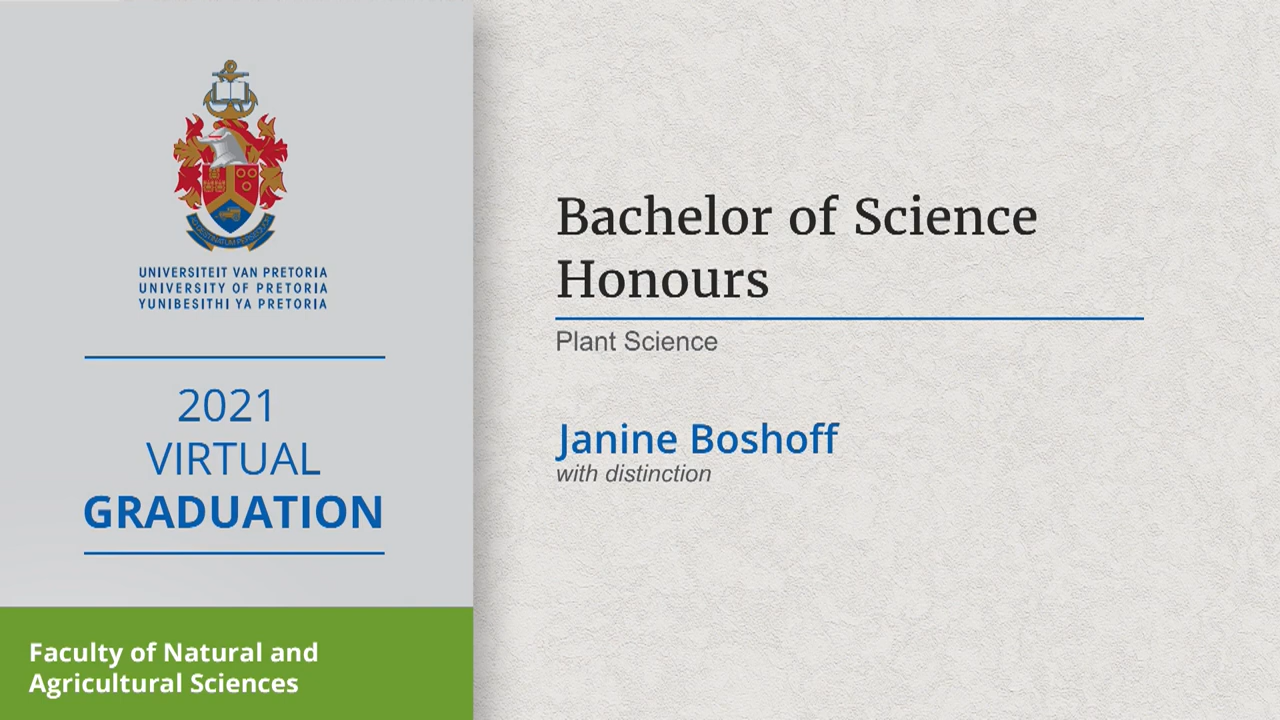 UNIVERSITEIT VAN PRETORIA
UNIVERSITY OF PRETORIA
YUNIBESITHI YA PRETORIA
2021
VIRTUAL
GRADUATION
Faculty of Natural and
Agricultural Sciences
Bachelor of Science
Honours
Plant Science
Janine Boshoff
with distinction